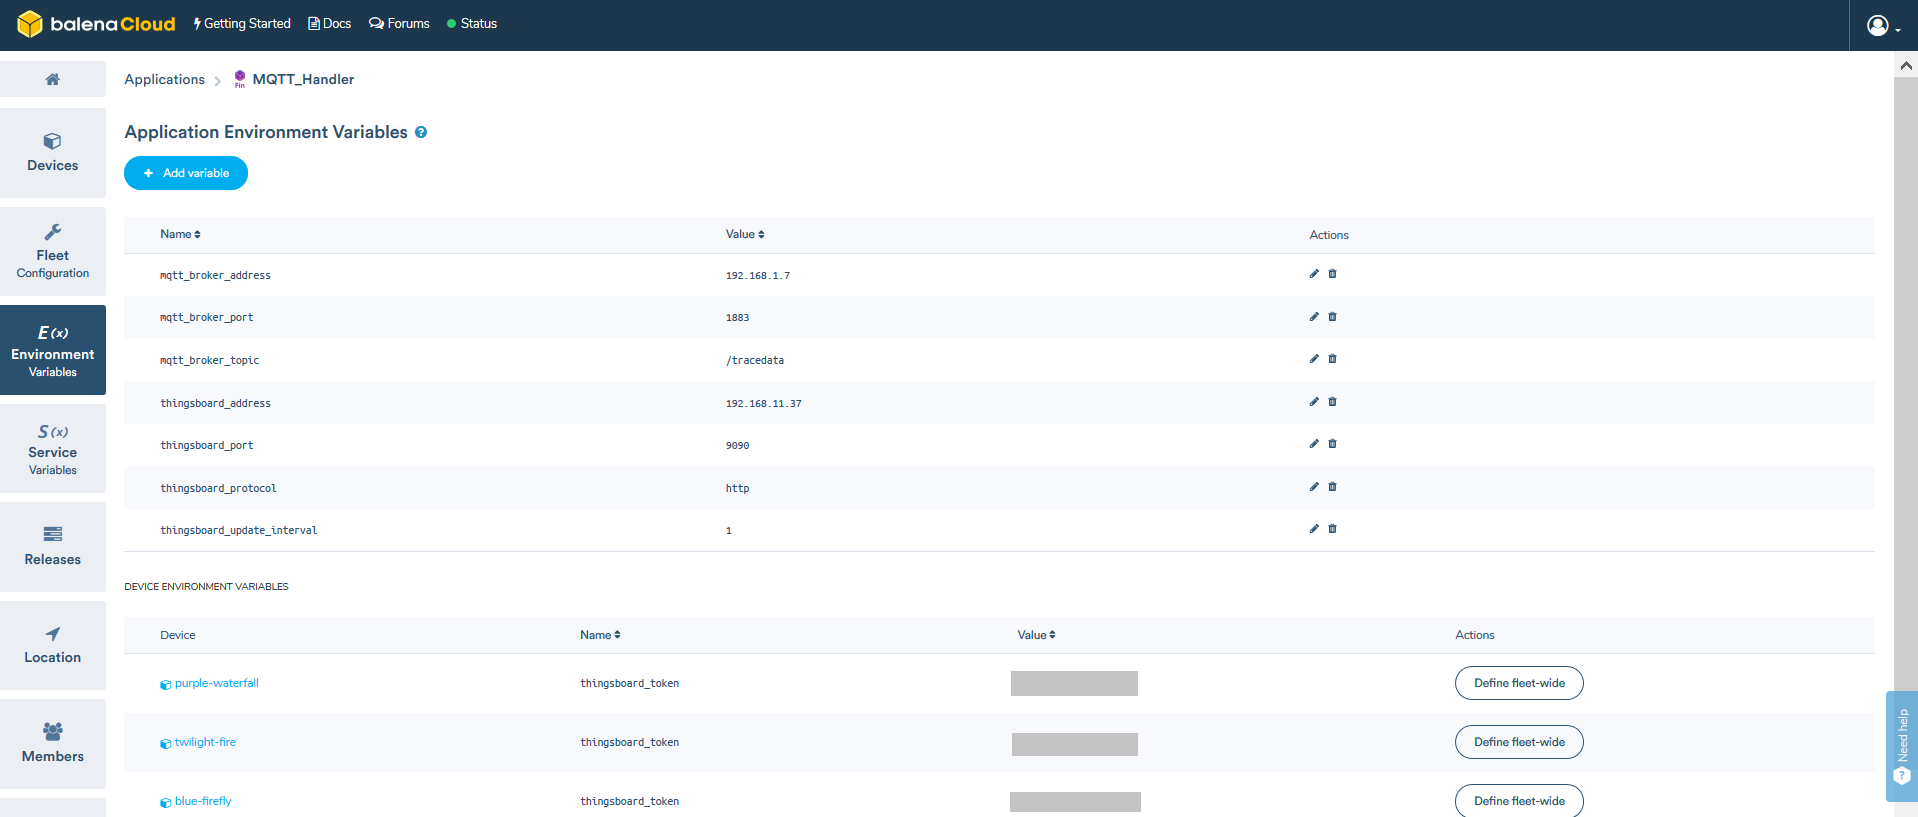 balenaCloud Getting Started Docs Forums Status
Applications > Fin MQTT_Handler
Devices
Fleet
Configuration
E(x)
Environment
Variables
S(x)
Service
Variables
Releases
Location
Members
Application Environment Variables ?
+ Add variable
Name Value Actions
mqtt_broker_address 192.168.1.7
mqtt_broker_port 1883
mqtt_broker_topic /tracedata
thingsboard_address 192.168.11.37
thingsboard_port 9090
thingsboard_protocol http
thingsboard_update_interval 1
DEVICE ENVIRONMENT VARIABLES
Device Name Value Actions
purple-waterfall thingsboard_token Define fleet-wide
twilight-fire thingsboard_token Define fleet-wide
blue-firefly thingsboard_token Define fleet-wide
Need help ?